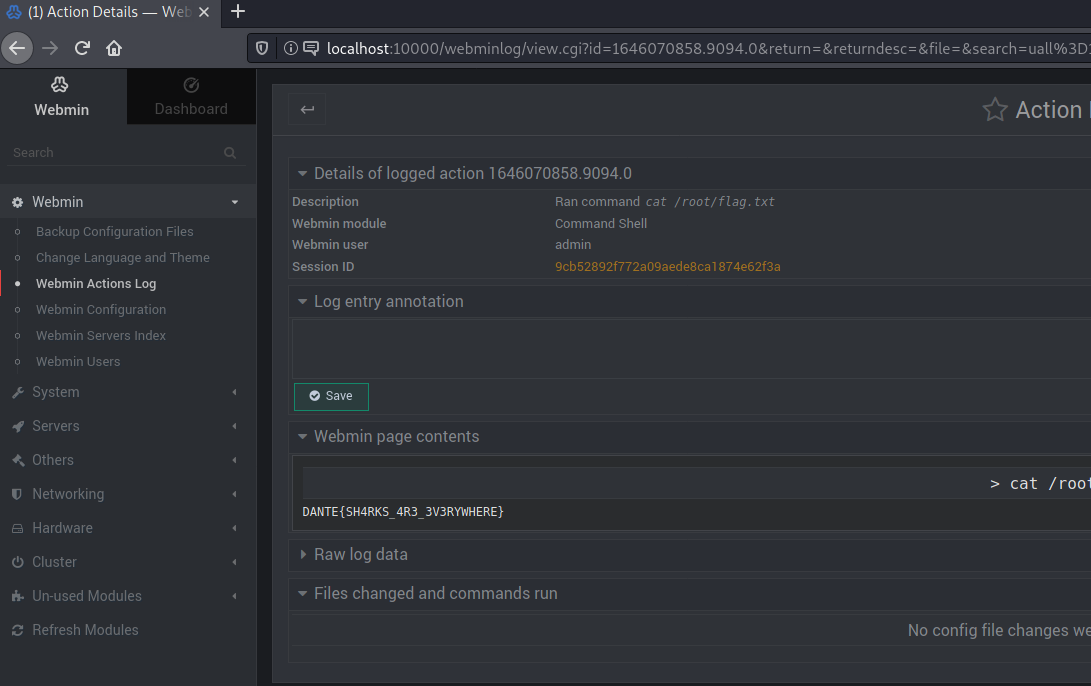 (1) Action Details — Web
localhost:10000/webminlog/view.cgi?id=1646070858.9094.0&return=&returndesc=&file=&search=uall%3D1
Webmin
Dashboard
Search
Webmin
Backup Configuration Files
Change Language and Theme
Webmin Actions Log
Webmin Configuration
Webmin Servers Index
Webmin Users
System
Servers
Others
Networking
Hardware
Cluster
Un-used Modules
Refresh Modules
Action
Details of logged action 1646070858.9094.0
Description Ran command cat /root/flag.txt
Webmin module Command Shell
Webmin user admin
Session ID 9cb52892f772a09aede8ca1874e62f3a
Log entry annotation
Save
Webmin page contents
> cat /root
DANTE{SH4RKS_4R3_3V3RYWHERE}
Raw log data
Files changed and commands run
No config file changes we